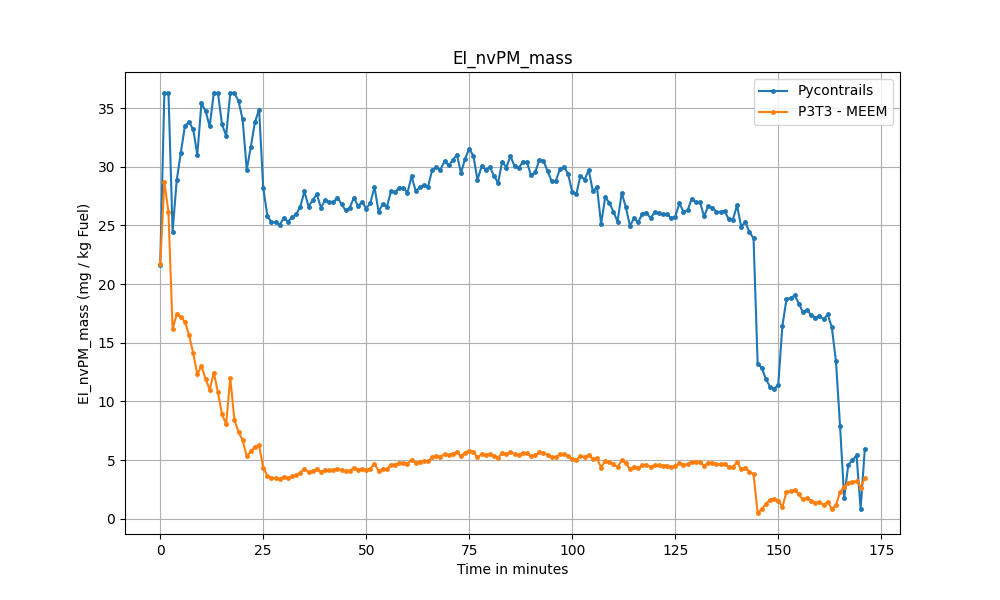 EI_nvPM_mass
Pycontrails
P3T3 - MEEM
EI_nvPM_mass (mg / kg Fuel)
35
30
25
20
15
10
5
0
0 25 50 75 100 125 150 175
Time in minutes